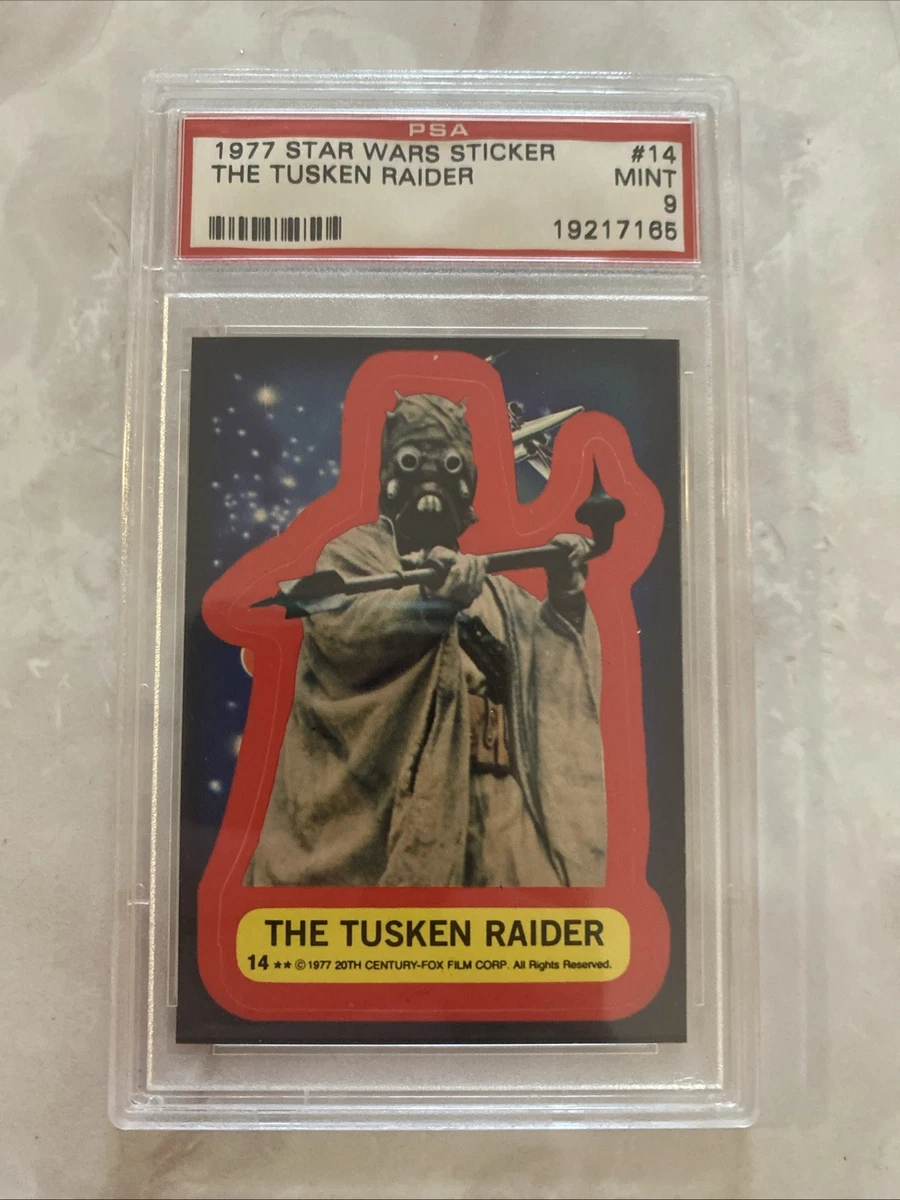 PSA
1977 STAR WARS STICKER #14
THE TUSKEN RAIDER MINT
9
19217165
THE TUSKEN RAIDER
14 ★★ © 1977 20TH CENTURY-FOX FILM CORP. All Rights Reserved.